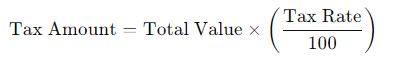 Tax Amount = Total Value × (Tax Rate / 100)